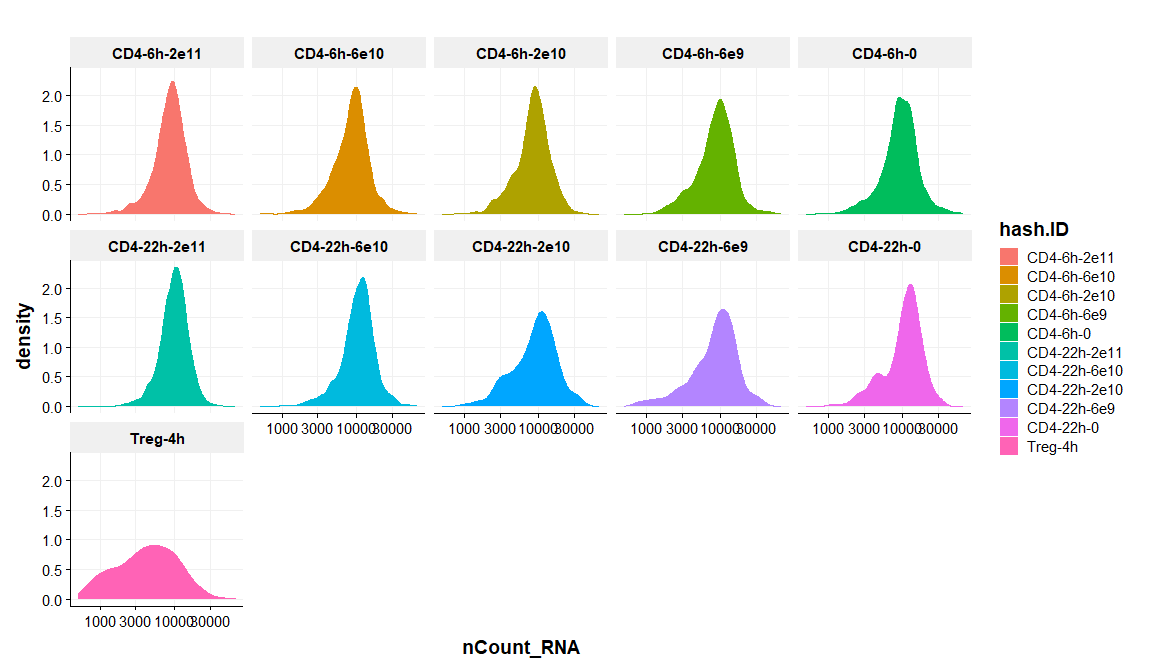 CD4-6h-2e11 CD4-6h-6e10 CD4-6h-2e10 CD4-6h-6e9 CD4-6h-0
2.0
1.5
1.0
0.5
0.0
CD4-22h-2e11 CD4-22h-6e10 CD4-22h-2e10 CD4-22h-6e9 CD4-22h-0
2.0
1.5
1.0
0.5
0.0
1000 3000 10000 30000 1000 3000 10000 30000 1000 3000 10000 30000 1000 3000 10000 30000
Treg-4h
2.0
1.5
1.0
0.5
0.0
1000 3000 10000 30000
density
nCount_RNA
hash.ID
CD4-6h-2e11
CD4-6h-6e10
CD4-6h-2e10
CD4-6h-6e9
CD4-6h-0
CD4-22h-2e11
CD4-22h-6e10
CD4-22h-2e10
CD4-22h-6e9
CD4-22h-0
Treg-4h